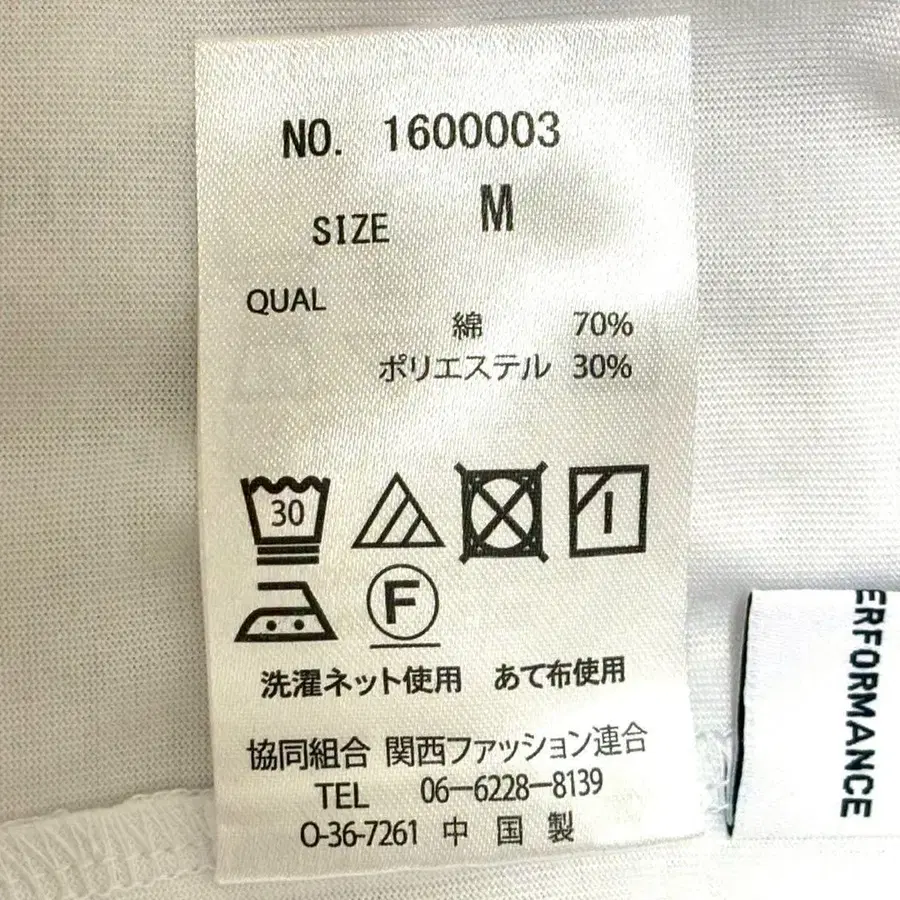 NO. 1600003
SIZE M
QUAL
綿 70%
ポリエステル 30%
30
F
洗濯ネット使用 あて布使用
協同組合 関西ファッション連合
TEL 06-6228-8139
O-36-7261 中国製
ERFORMANCE